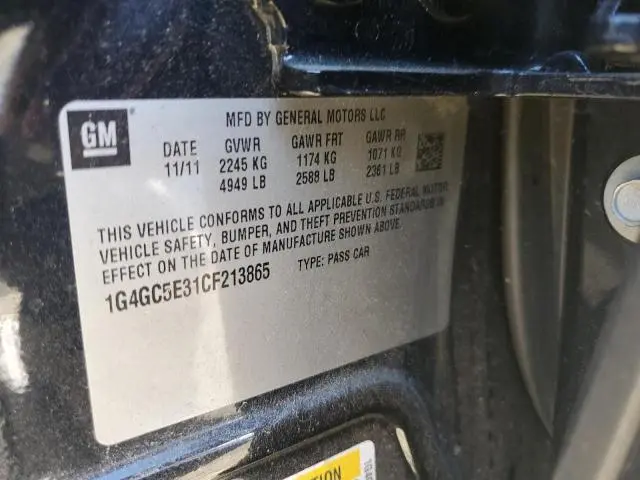 GM
MFD BY GENERAL MOTORS LLC
DATE GVWR GAWR FRT GAWR RR
11/11 2245 KG 1174 KG 1071 KG
4949 LB 2588 LB 2361 LB
THIS VEHICLE CONFORMS TO ALL APPLICABLE U.S. FEDERAL MOTOR
VEHICLE SAFETY, BUMPER, AND THEFT PREVENTION STANDARDS IN
EFFECT ON THE DATE OF MANUFACTURE SHOWN ABOVE.
1G4GC5E31CF213865 TYPE: PASS CAR